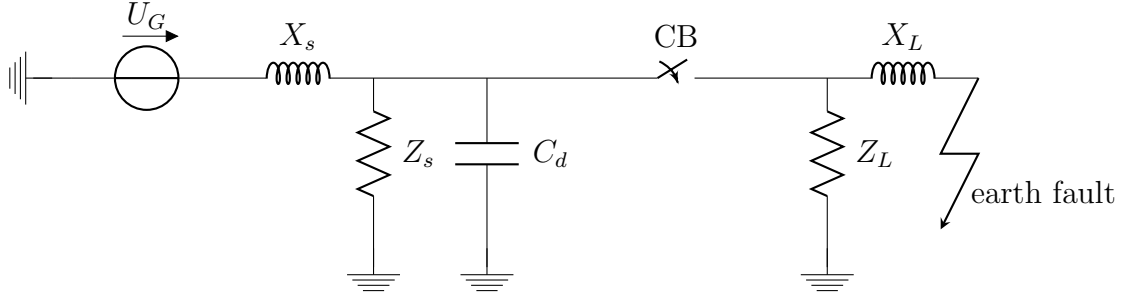 U_G
X_s
CB
X_L
Z_s
C_d
Z_L
earth fault